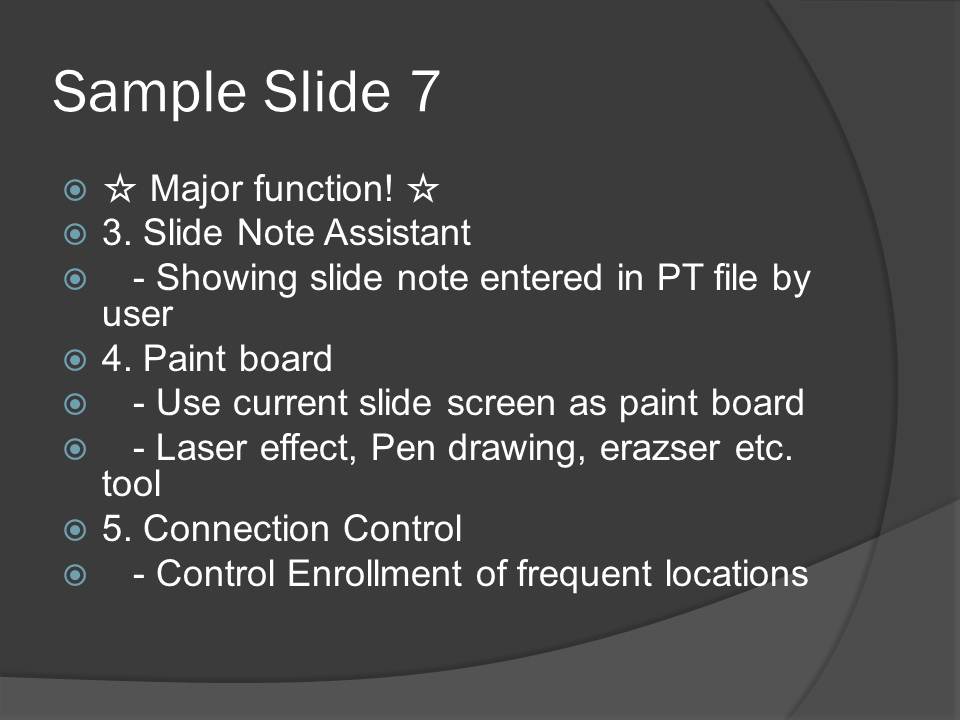 Sample Slide 7
☆ Major function! ☆
3. Slide Note Assistant
- Showing slide note entered in PT file by
user
4. Paint board
- Use current slide screen as paint board
- Laser effect, Pen drawing, erazser etc.
tool
5. Connection Control
- Control Enrollment of frequent locations